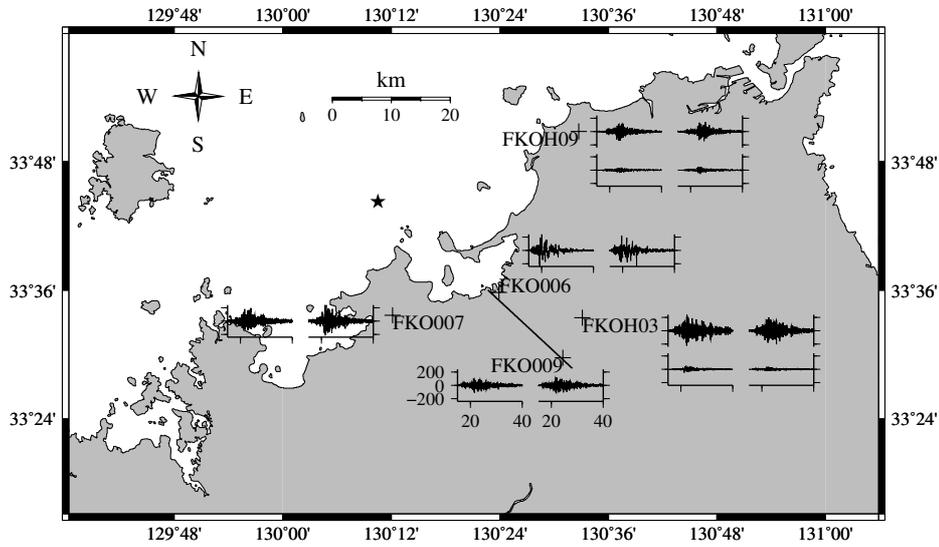 129°48' 130°00' 130°12' 130°24' 130°36' 130°48' 131°00'
N
km
W E
0 10 20
S
FKOH09
33°48' 33°48'
FKO006
33°36' 33°36'
FKO007 FKOH03
FKO009
200
0
−200
20 40 20 40
33°24' 33°24'
129°48' 130°00' 130°12' 130°24' 130°36' 130°48' 131°00'